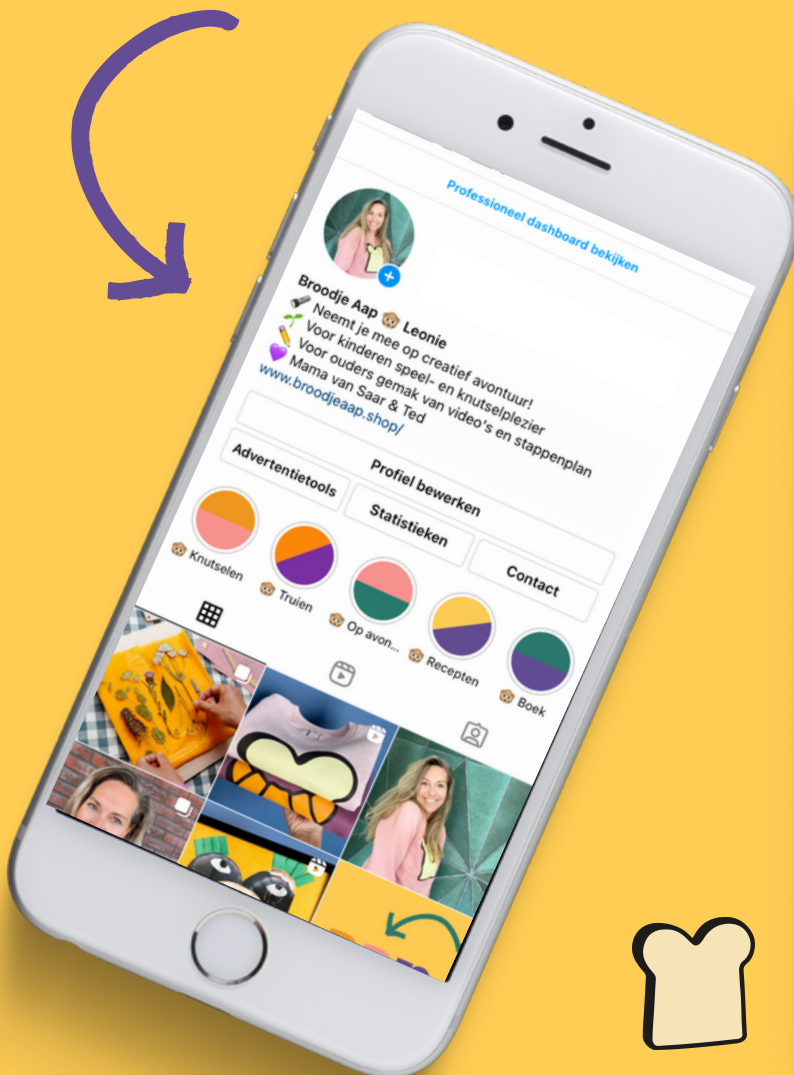 Professioneel dashboard bekijken
Broodje Aap 🐵 Leonie
🔦 Neemt je mee op creatief avontuur!
🌱 Voor kinderen speel- en knutselplezier
✏️ Voor ouders gemak van video's en stappenplan
💜 Mama van Saar & Ted
www.broodjeaap.shop/
Profiel bewerken
Advertentietools
Statistieken
Contact
🐵 Knutselen
🐵 Truien
🐵 Op avon...
🐵 Recepten
🐵 Boek